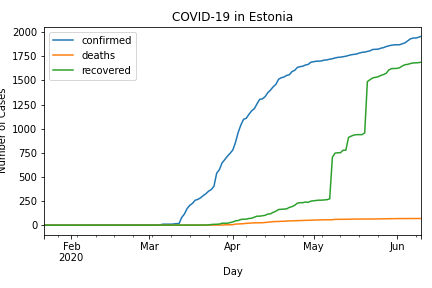 COVID-19 in Estonia
confirmed
deaths
recovered
2000
1750
1500
1250
1000
750
500
250
0
Number of Cases
Feb
2020
Mar
Apr
May
Jun
Day